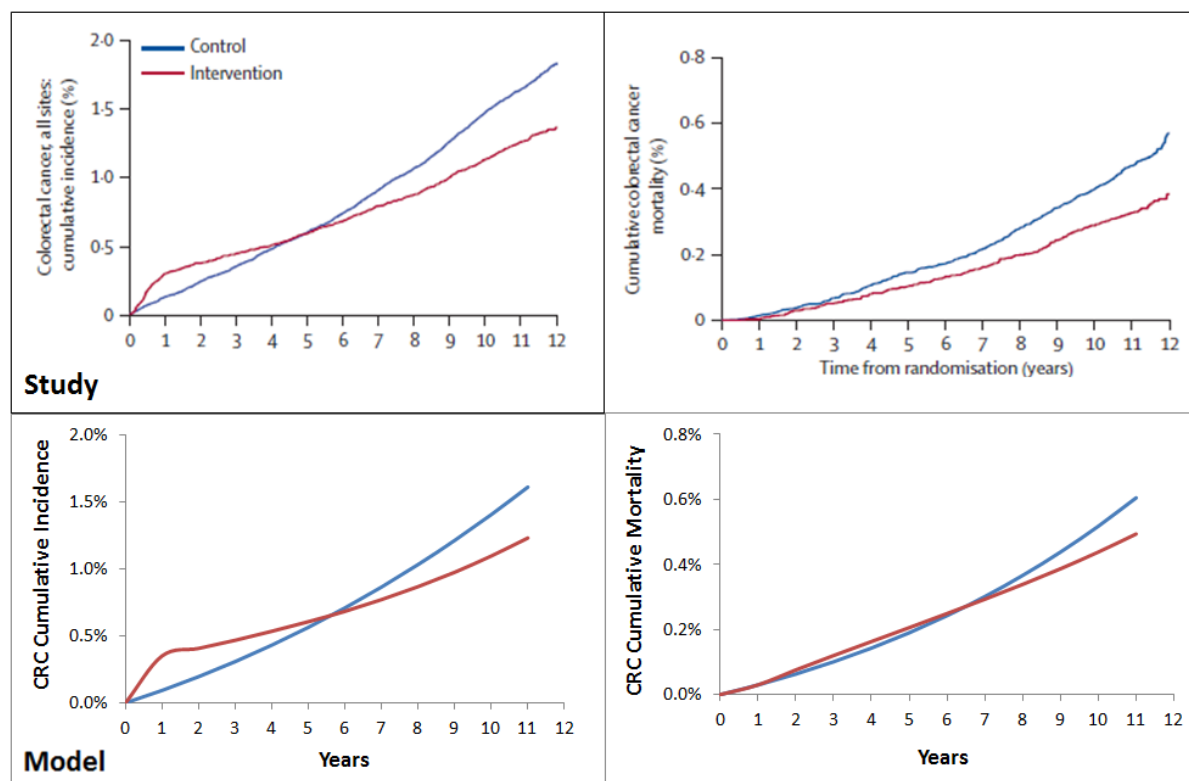 2·0
1·5
1·0
0·5
0
Colorectal cancer, all sites:
cumulative incidence (%)
Control
Intervention
0 1 2 3 4 5 6 7 8 9 10 11 12
Study
0·8
0·6
0·4
0·2
0
Cumulative colorectal cancer
mortality (%)
0 1 2 3 4 5 6 7 8 9 10 11 12
Time from randomisation (years)
2.0%
1.5%
1.0%
0.5%
0.0%
CRC Cumulative Incidence
0 1 2 3 4 5 6 7 8 9 10 11 12
Years
Model
0.8%
0.6%
0.4%
0.2%
0.0%
CRC Cumulative Mortality
0 1 2 3 4 5 6 7 8 9 10 11 12
Years